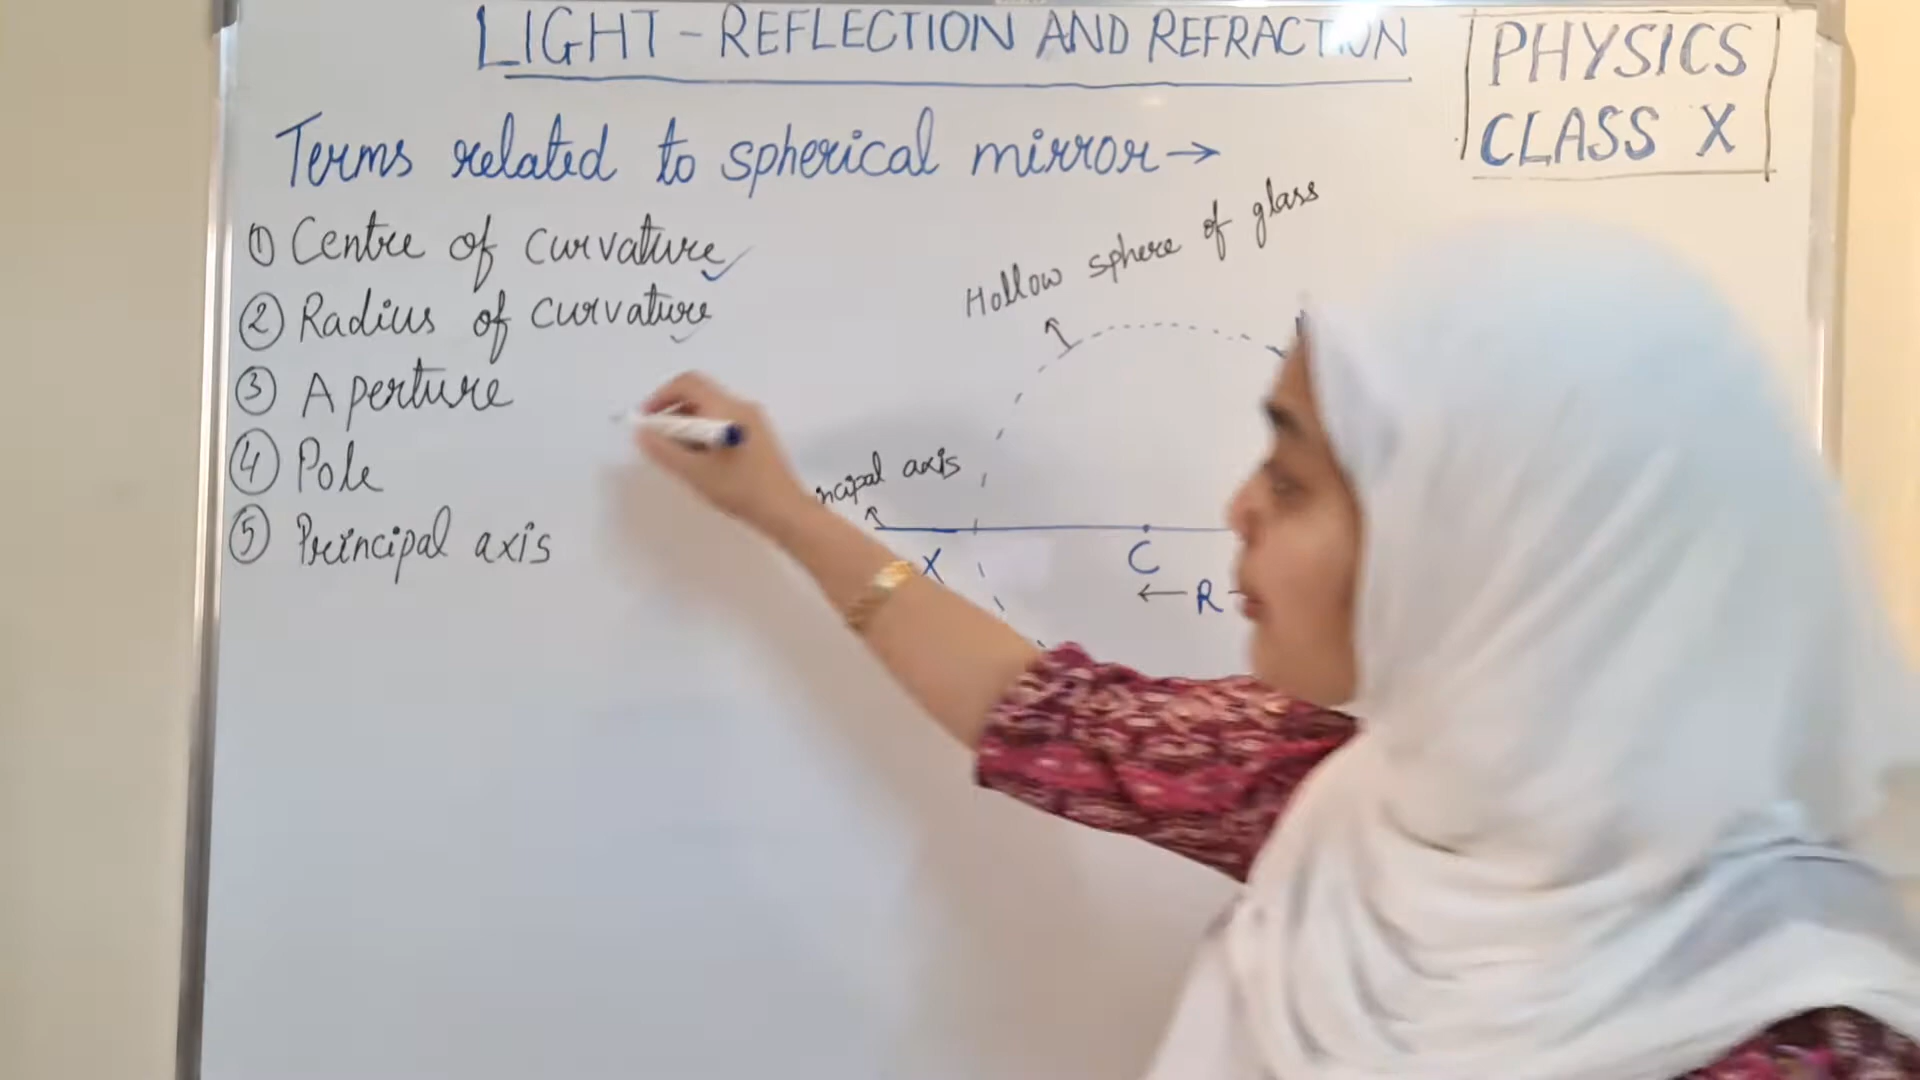 LIGHT - REFLECTION AND REFRACTION
PHYSICS
CLASS X
Terms related to spherical mirror →
① Centre of curvature
② Radius of curvature
③ Aperture
④ Pole
⑤ Principal axis
Hollow sphere of glass
axis
X
C
← R -